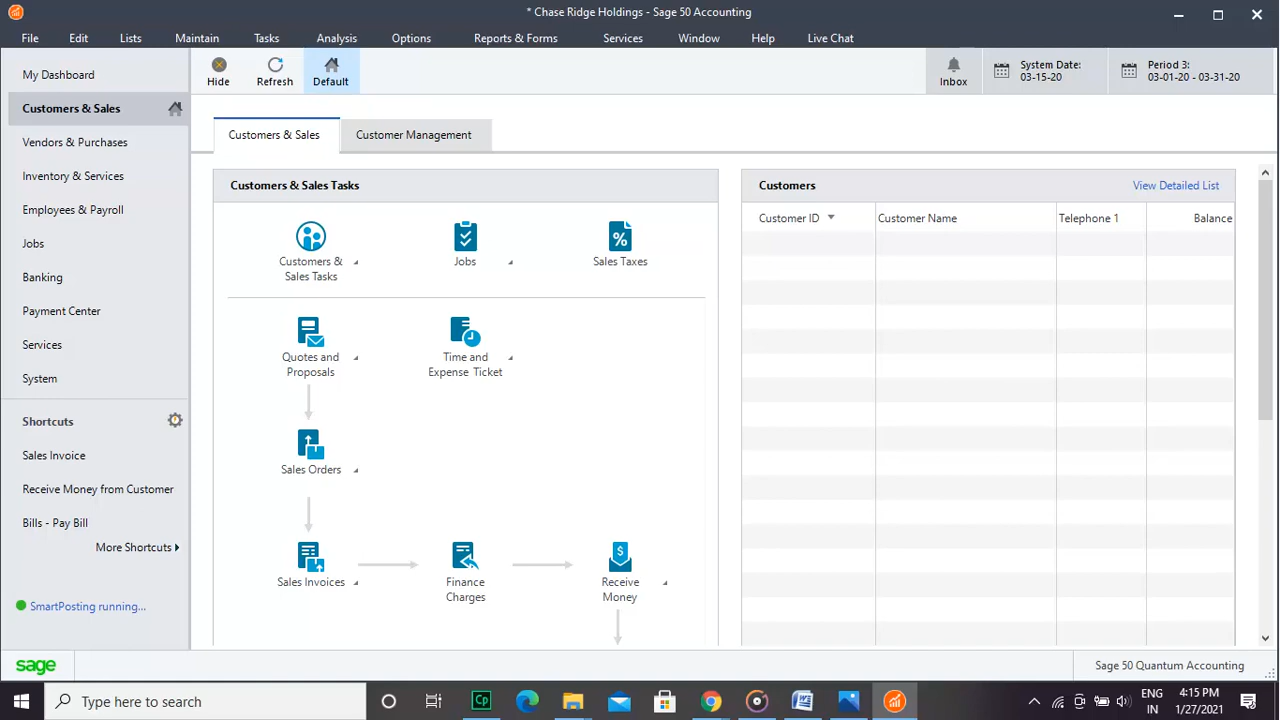 * Chase Ridge Holdings - Sage 50 Accounting
File Edit Lists Maintain Tasks Analysis Options Reports & Forms Services Window Help Live Chat
My Dashboard
Customers & Sales
Vendors & Purchases
Inventory & Services
Employees & Payroll
Jobs
Banking
Payment Center
Services
System
Shortcuts
Sales Invoice
Receive Money from Customer
Bills - Pay Bill
More Shortcuts
SmartPosting running...
Hide Refresh Default
Inbox
System Date:
03-15-20
Period 3:
03-01-20 - 03-31-20
Customers & Sales Customer Management
Customers & Sales Tasks
Customers &
Sales Tasks
Jobs
%
Sales Taxes
Quotes and
Proposals
Time and
Expense Ticket
Sales Orders
Sales Invoices
Finance
Charges
$
Receive
Money
Customers View Detailed List
Customer ID Customer Name Telephone 1 Balance
sage
Sage 50 Quantum Accounting
Type here to search
Cp
W
ENG
IN
4:15 PM
1/27/2021